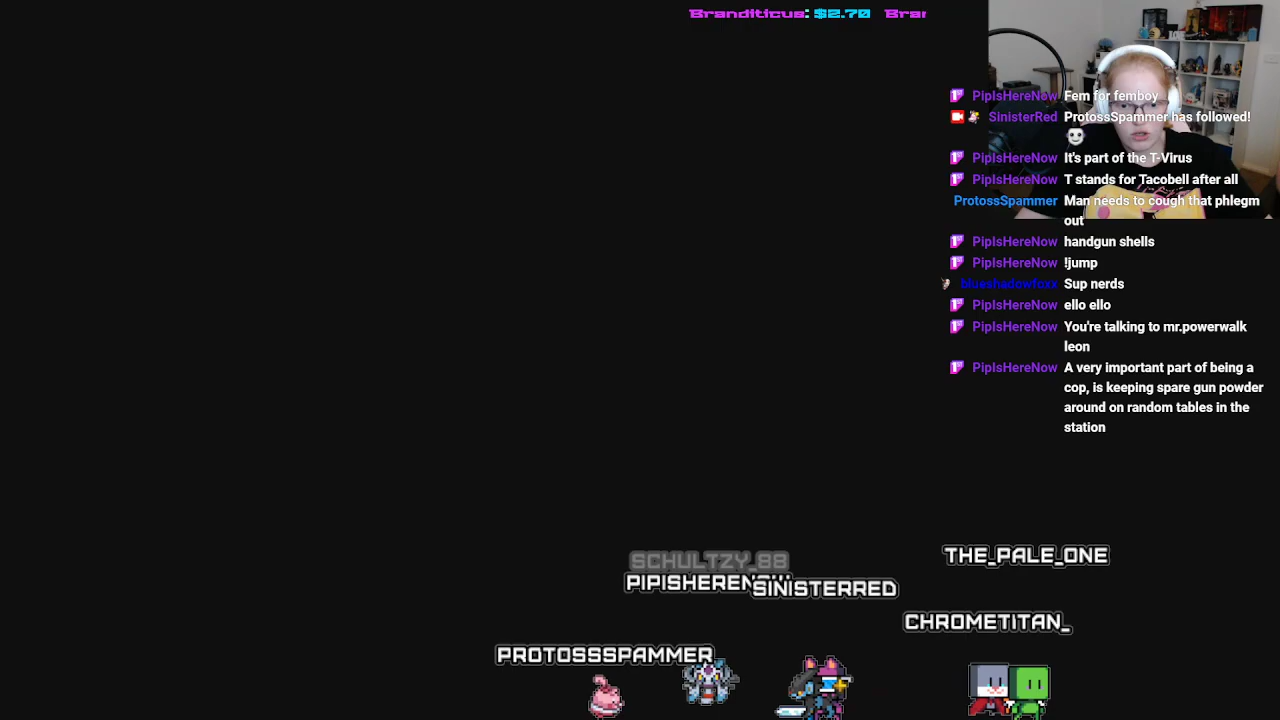 Branditicus: $2.70 Bran
PipIsHereNow Fem for femboy
SinisterRed ProtossSpammer has followed!
PipIsHereNow It's part of the T-Virus
PipIsHereNow T stands for Tacobell after all
ProtossSpammer Man needs to cough that phlegm
out
PipIsHereNow handgun shells
PipIsHereNow !jump
blueshadowfoxx Sup nerds
PipIsHereNow ello ello
PipIsHereNow You're talking to mr.powerwalk
leon
PipIsHereNow A very important part of being a
cop, is keeping spare gun powder
around on random tables in the
station
SCHULTZY_88
THE_PALE_ONE
PIPISHERENOW
SINISTERRED
CHROMETITAN_
PROTOSSSPAMMER